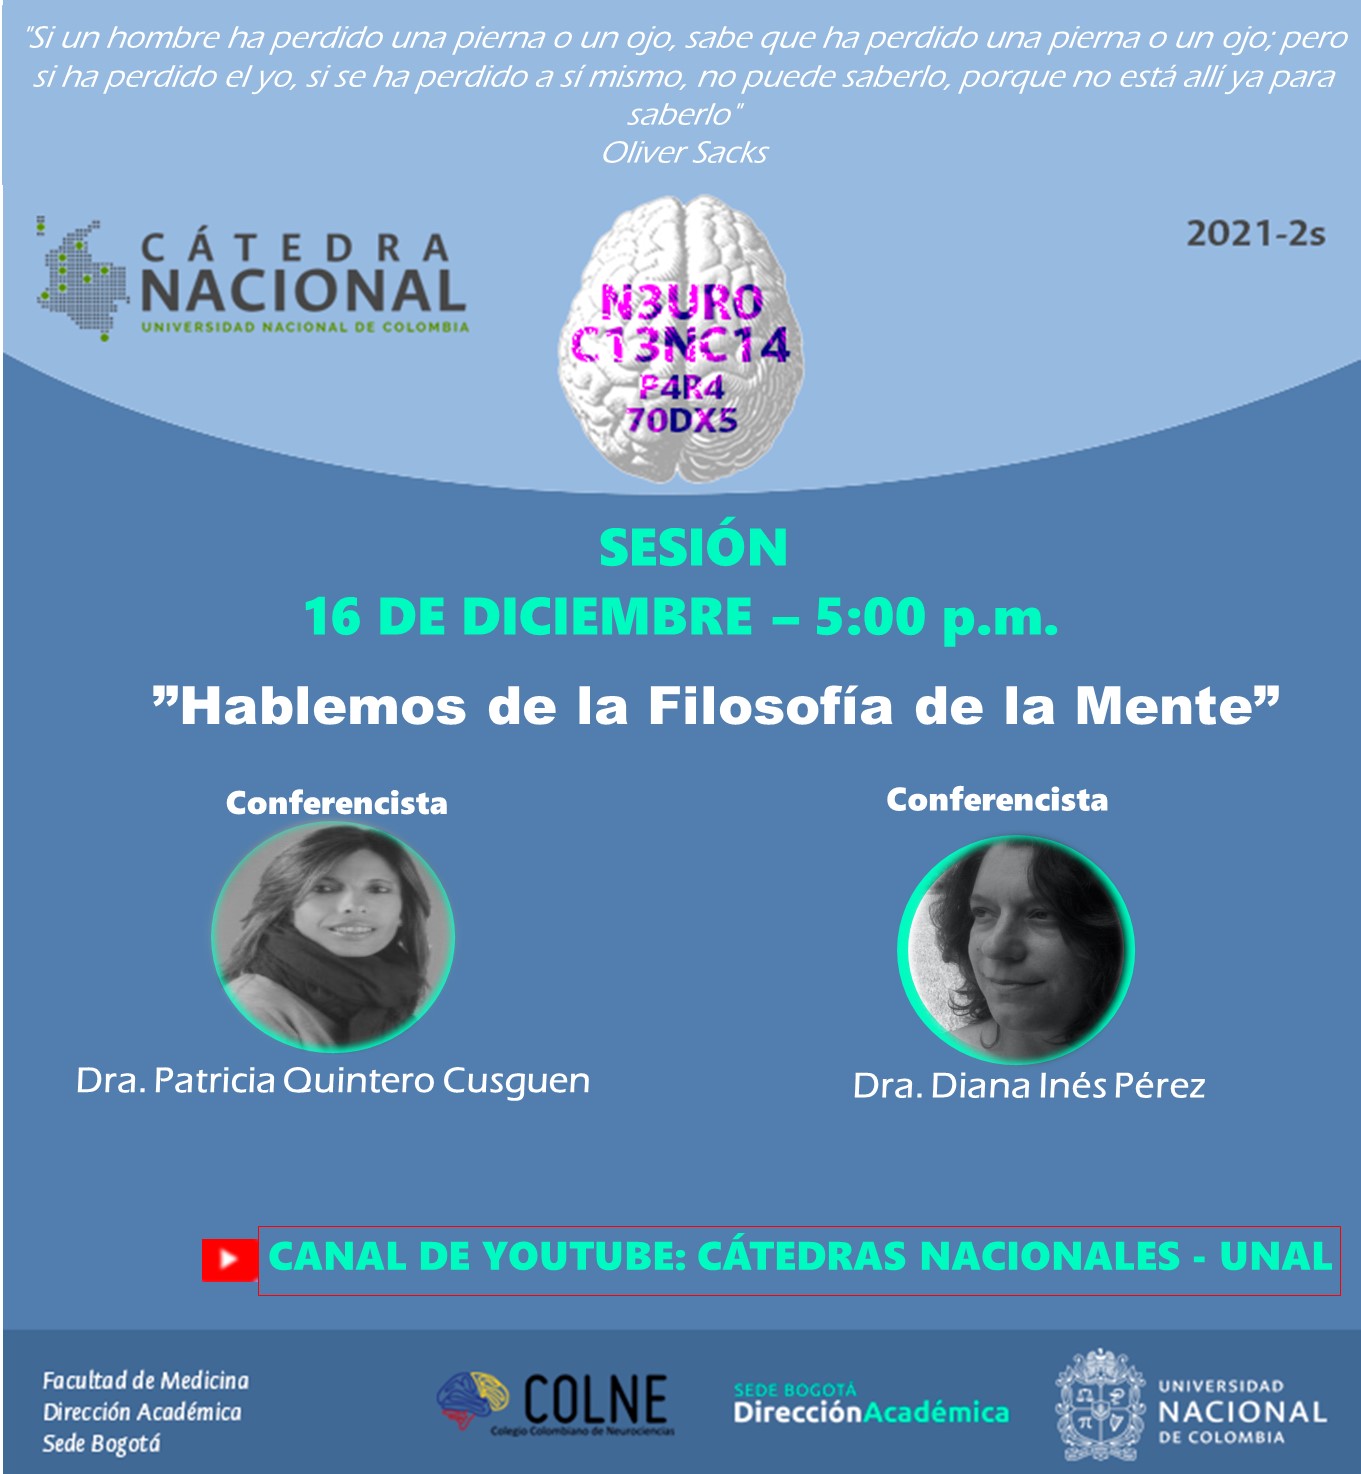 "Si un hombre ha perdido una pierna o un ojo, sabe que ha perdido una pierna o un ojo; pero
si ha perdido el yo, si se ha perdido a sí mismo, no puede saberlo, porque no está allí ya para
saberlo"
Oliver Sacks
CÁTEDRA
NACIONAL
UNIVERSIDAD NACIONAL DE COLOMBIA
N3UR0
C13NC14
P4R4
70DX5
2021-2s
SESIÓN
16 DE DICIEMBRE – 5:00 p.m.
”Hablemos de la Filosofía de la Mente”
Conferencista
Dra. Patricia Quintero Cusguen
Conferencista
Dra. Diana Inés Pérez
CANAL DE YOUTUBE: CÁTEDRAS NACIONALES - UNAL
Facultad de Medicina
Dirección Académica
Sede Bogotá
COLNE
Colegio Colombiano de Neurociencias
SEDE BOGOTÁ
DirecciónAcadémica
UNIVERSIDAD
NACIONAL
DE COLOMBIA